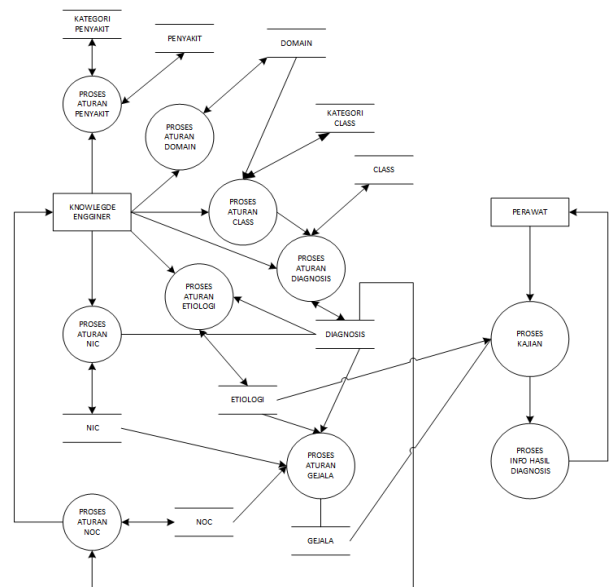 KATEGORI
PENYAKIT
PENYAKIT
DOMAIN
PROSES
ATURAN
PENYAKIT
PROSES
ATURAN
DOMAIN
KATEGORI
CLASS
CLASS
KNOWLEGDE
ENGGINER
PROSES
ATURAN
CLASS
PERAWAT
PROSES
ATURAN
DIAGNOSIS
PROSES
ATURAN
ETIOLOGI
PROSES
ATURAN
NIC
DIAGNOSIS
PROSES
KAJIAN
ETIOLOGI
NIC
PROSES
ATURAN
GEJALA
PROSES
INFO HASIL
DIAGNOSIS
PROSES
ATURAN
NOC
NOC
GEJALA